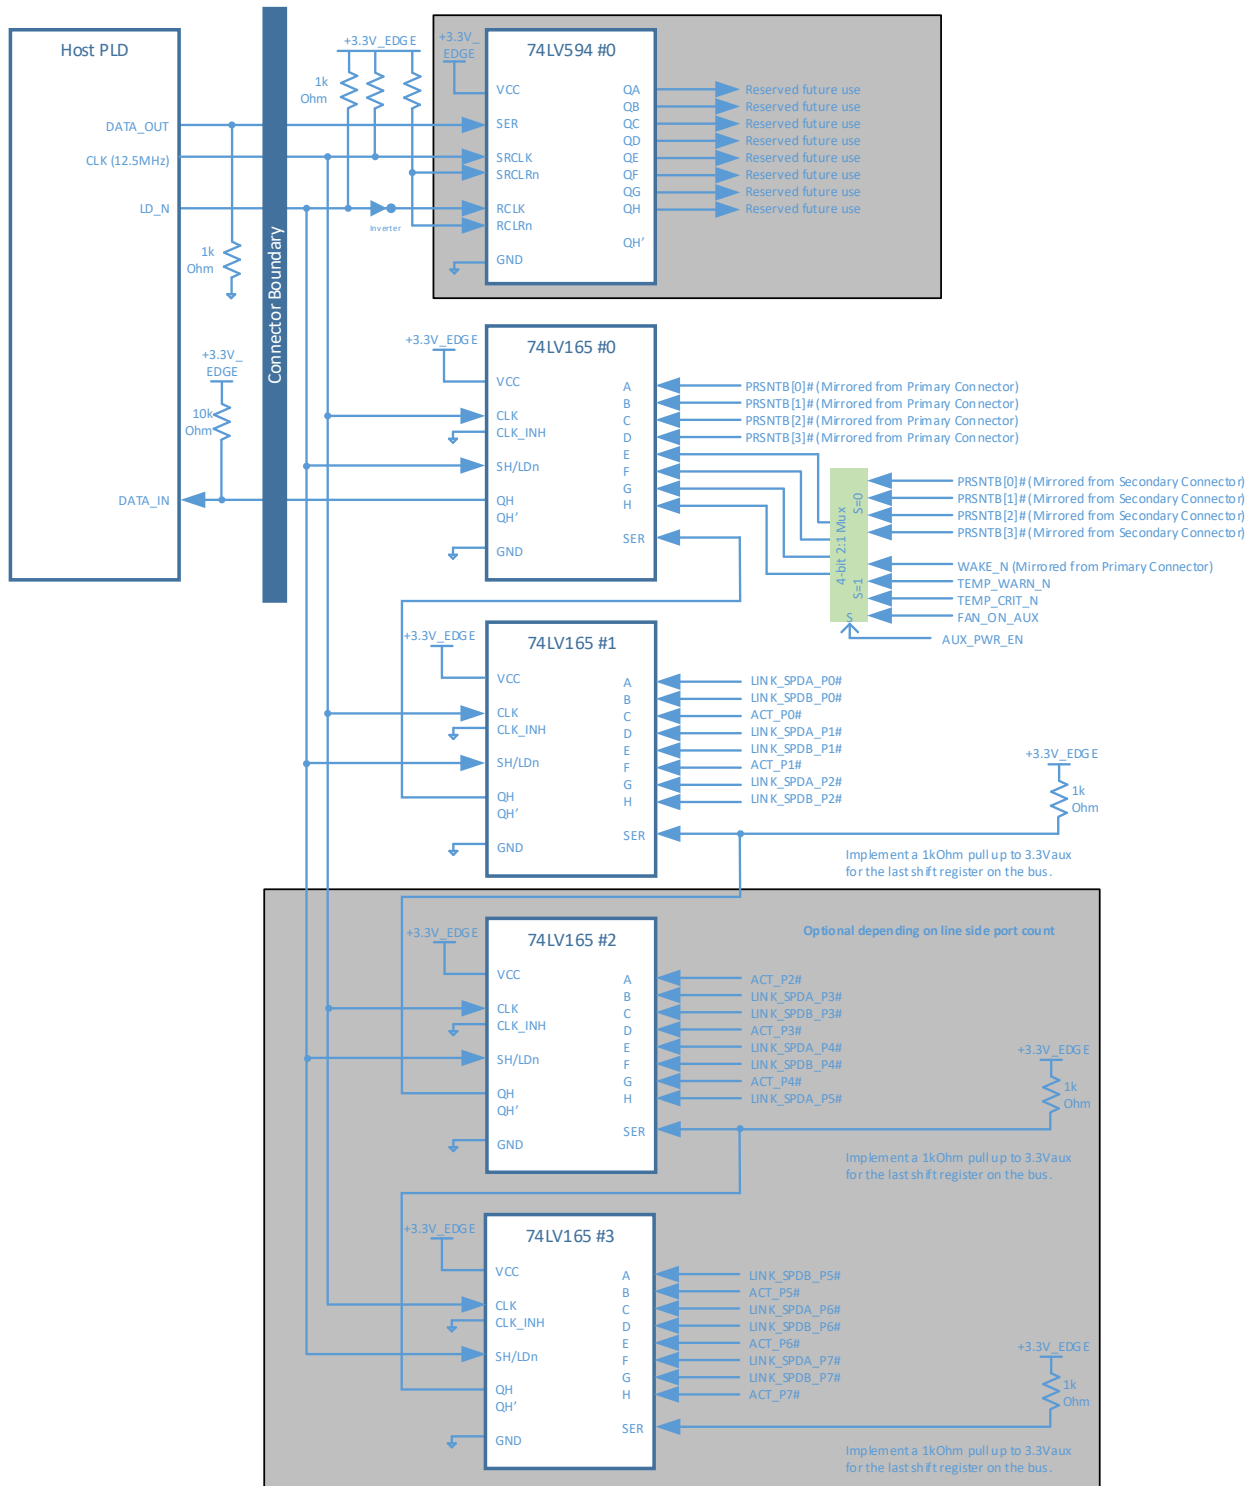 Host PLD
DATA_OUT
CLK (12.5MHz)
LD_N
1k
Ohm
+3.3V_
EDGE
10k
Ohm
DATA_IN
Connector Boundary
+3.3V_EDGE
1k
Ohm
Inverter
+3.3V_
EDGE
74LV594 #0
VCC
SER
SRCLK
SRCLRn
RCLK
RCLRn
GND
QA
QB
QC
QD
QE
QF
QG
QH
QH’
Reserved future use
Reserved future use
Reserved future use
Reserved future use
Reserved future use
Reserved future use
Reserved future use
Reserved future use
+3.3V_EDGE
74LV165 #0
VCC
CLK
CLK_INH
SH/LDn
QH
QH’
GND
A
B
C
D
E
F
G
H
SER
PRSNTB[0]# (Mirrored from Primary Connector)
PRSNTB[1]# (Mirrored from Primary Connector)
PRSNTB[2]# (Mirrored from Primary Connector)
PRSNTB[3]# (Mirrored from Primary Connector)
4-bit 2:1 Mux
S=0
S=1
S
PRSNTB[0]# (Mirrored from Secondary Connector)
PRSNTB[1]# (Mirrored from Secondary Connector)
PRSNTB[2]# (Mirrored from Secondary Connector)
PRSNTB[3]# (Mirrored from Secondary Connector)
WAKE_N (Mirrored from Primary Connector)
TEMP_WARN_N
TEMP_CRIT_N
FAN_ON_AUX
AUX_PWR_EN
+3.3V_EDGE
74LV165 #1
VCC
CLK
CLK_INH
SH/LDn
QH
QH’
GND
A
B
C
D
E
F
G
H
SER
LINK_SPDA_P0#
LINK_SPDB_P0#
ACT_P0#
LINK_SPDA_P1#
LINK_SPDB_P1#
ACT_P1#
LINK_SPDA_P2#
LINK_SPDB_P2#
+3.3V_EDGE
1k
Ohm
Implement a 1kOhm pull up to 3.3Vaux
for the last shift register on the bus.
Optional depending on line side port count
+3.3V_EDGE
74LV165 #2
VCC
CLK
CLK_INH
SH/LDn
QH
QH’
GND
A
B
C
D
E
F
G
H
SER
ACT_P2#
LINK_SPDA_P3#
LINK_SPDB_P3#
ACT_P3#
LINK_SPDA_P4#
LINK_SPDB_P4#
ACT_P4#
LINK_SPDA_P5#
+3.3V_EDGE
1k
Ohm
Implement a 1kOhm pull up to 3.3Vaux
for the last shift register on the bus.
+3.3V_EDGE
74LV165 #3
VCC
CLK
CLK_INH
SH/LDn
QH
QH’
GND
A
B
C
D
E
F
G
H
SER
LINK_SPDB_P5#
ACT_P5#
LINK_SPDA_P6#
LINK_SPDB_P6#
ACT_P6#
LINK_SPDA_P7#
LINK_SPDB_P7#
ACT_P7#
+3.3V_EDGE
1k
Ohm
Implement a 1kOhm pull up to 3.3Vaux
for the last shift register on the bus.